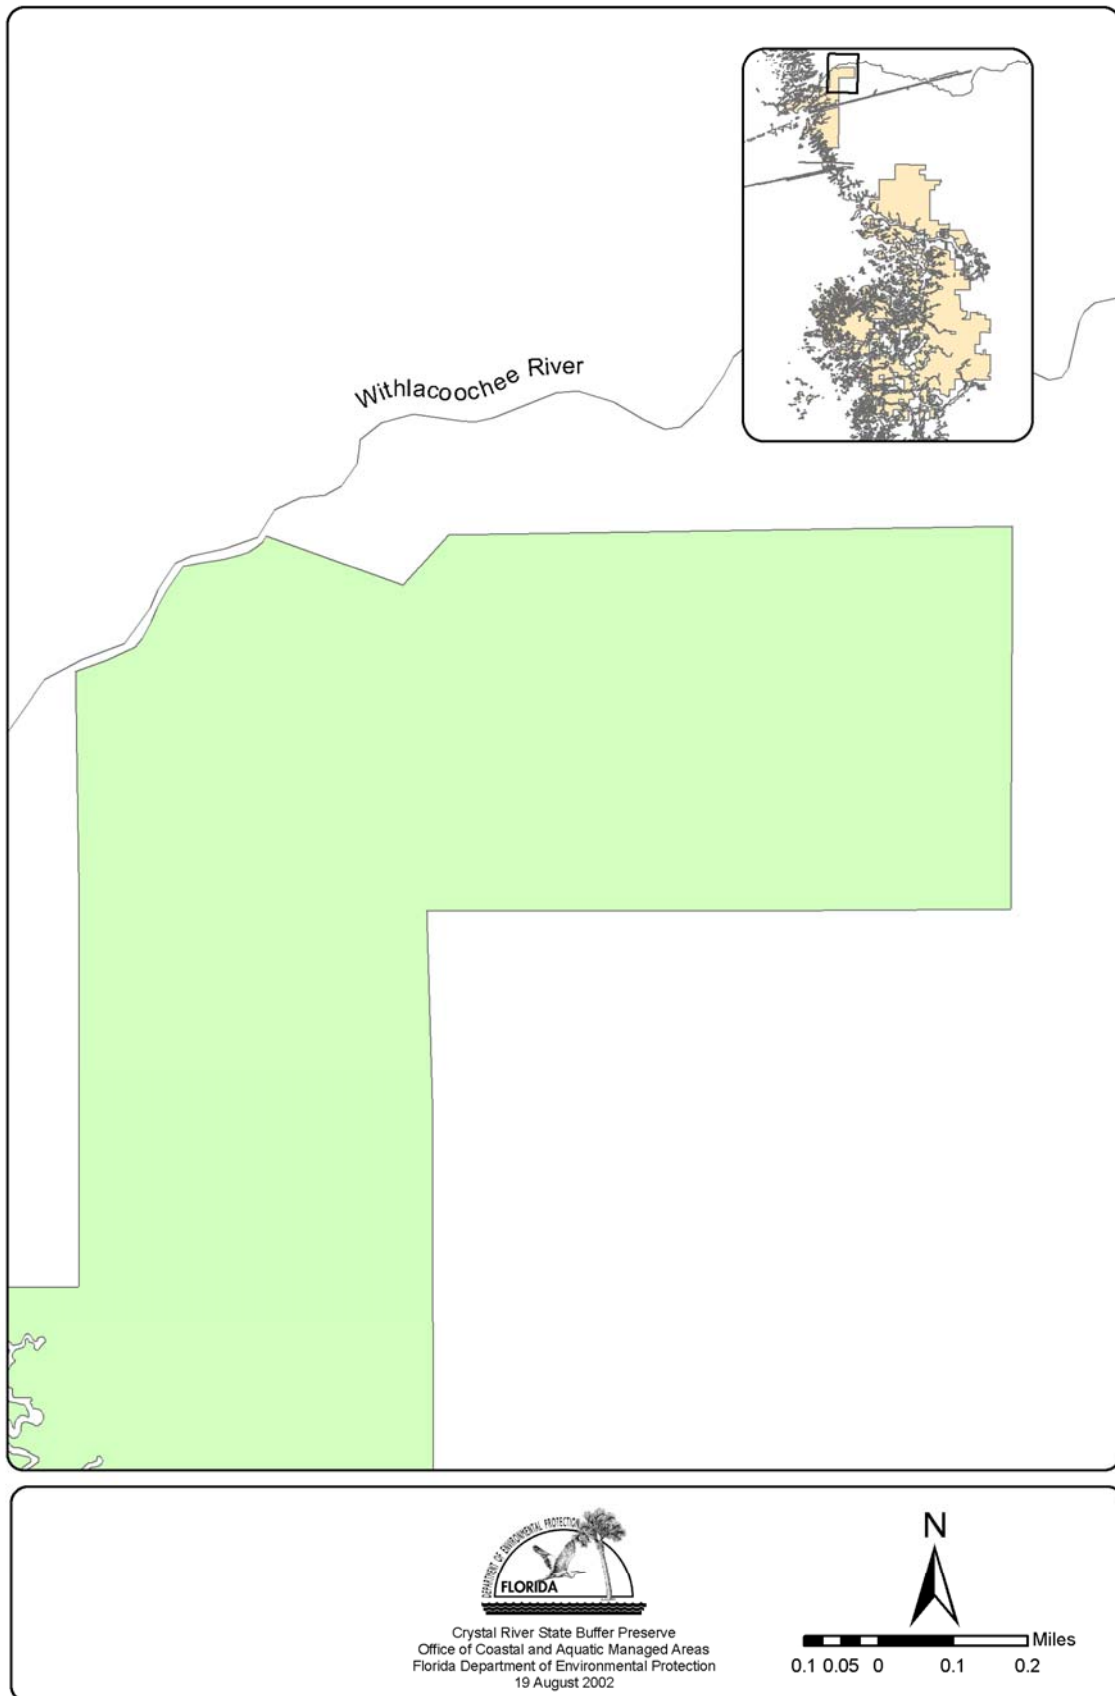 Withlacoochee River
DEPARTMENT OF ENVIRONMENTAL PROTECTION
FLORIDA
Crystal River State Buffer Preserve
Office of Coastal and Aquatic Managed Areas
Florida Department of Environmental Protection
19 August 2002
N
Miles
0.1 0.05 0 0.1 0.2